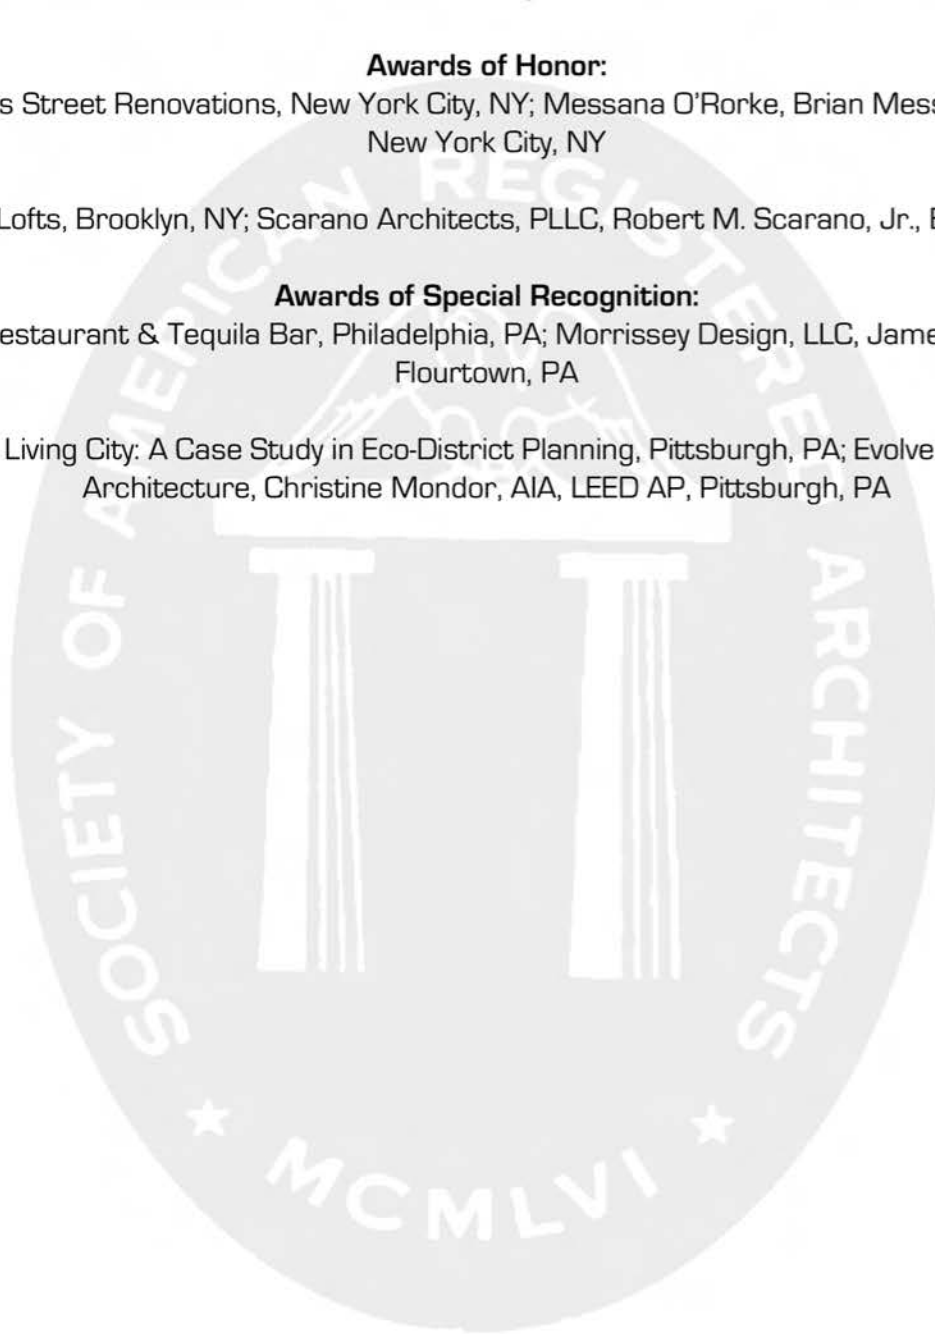 Awards of Honor:
s Street Renovations, New York City, NY; Messana O'Rorke, Brian Mess
New York City, NY
Lofts, Brooklyn, NY; Scarano Architects, PLLC, Robert M. Scarano, Jr.,
Awards of Special Recognition:
estaurant & Tequila Bar, Philadelphia, PA; Morrissey Design, LLC, Jame
Flourtown, PA
Living City: A Case Study in Eco-District Planning, Pittsburgh, PA; Evolve
Architecture, Christine Mondor, AIA, LEED AP, Pittsburgh, PA
SOCIETY OF AMERICAN REGISTERED ARCHITECTS
MCMLVI